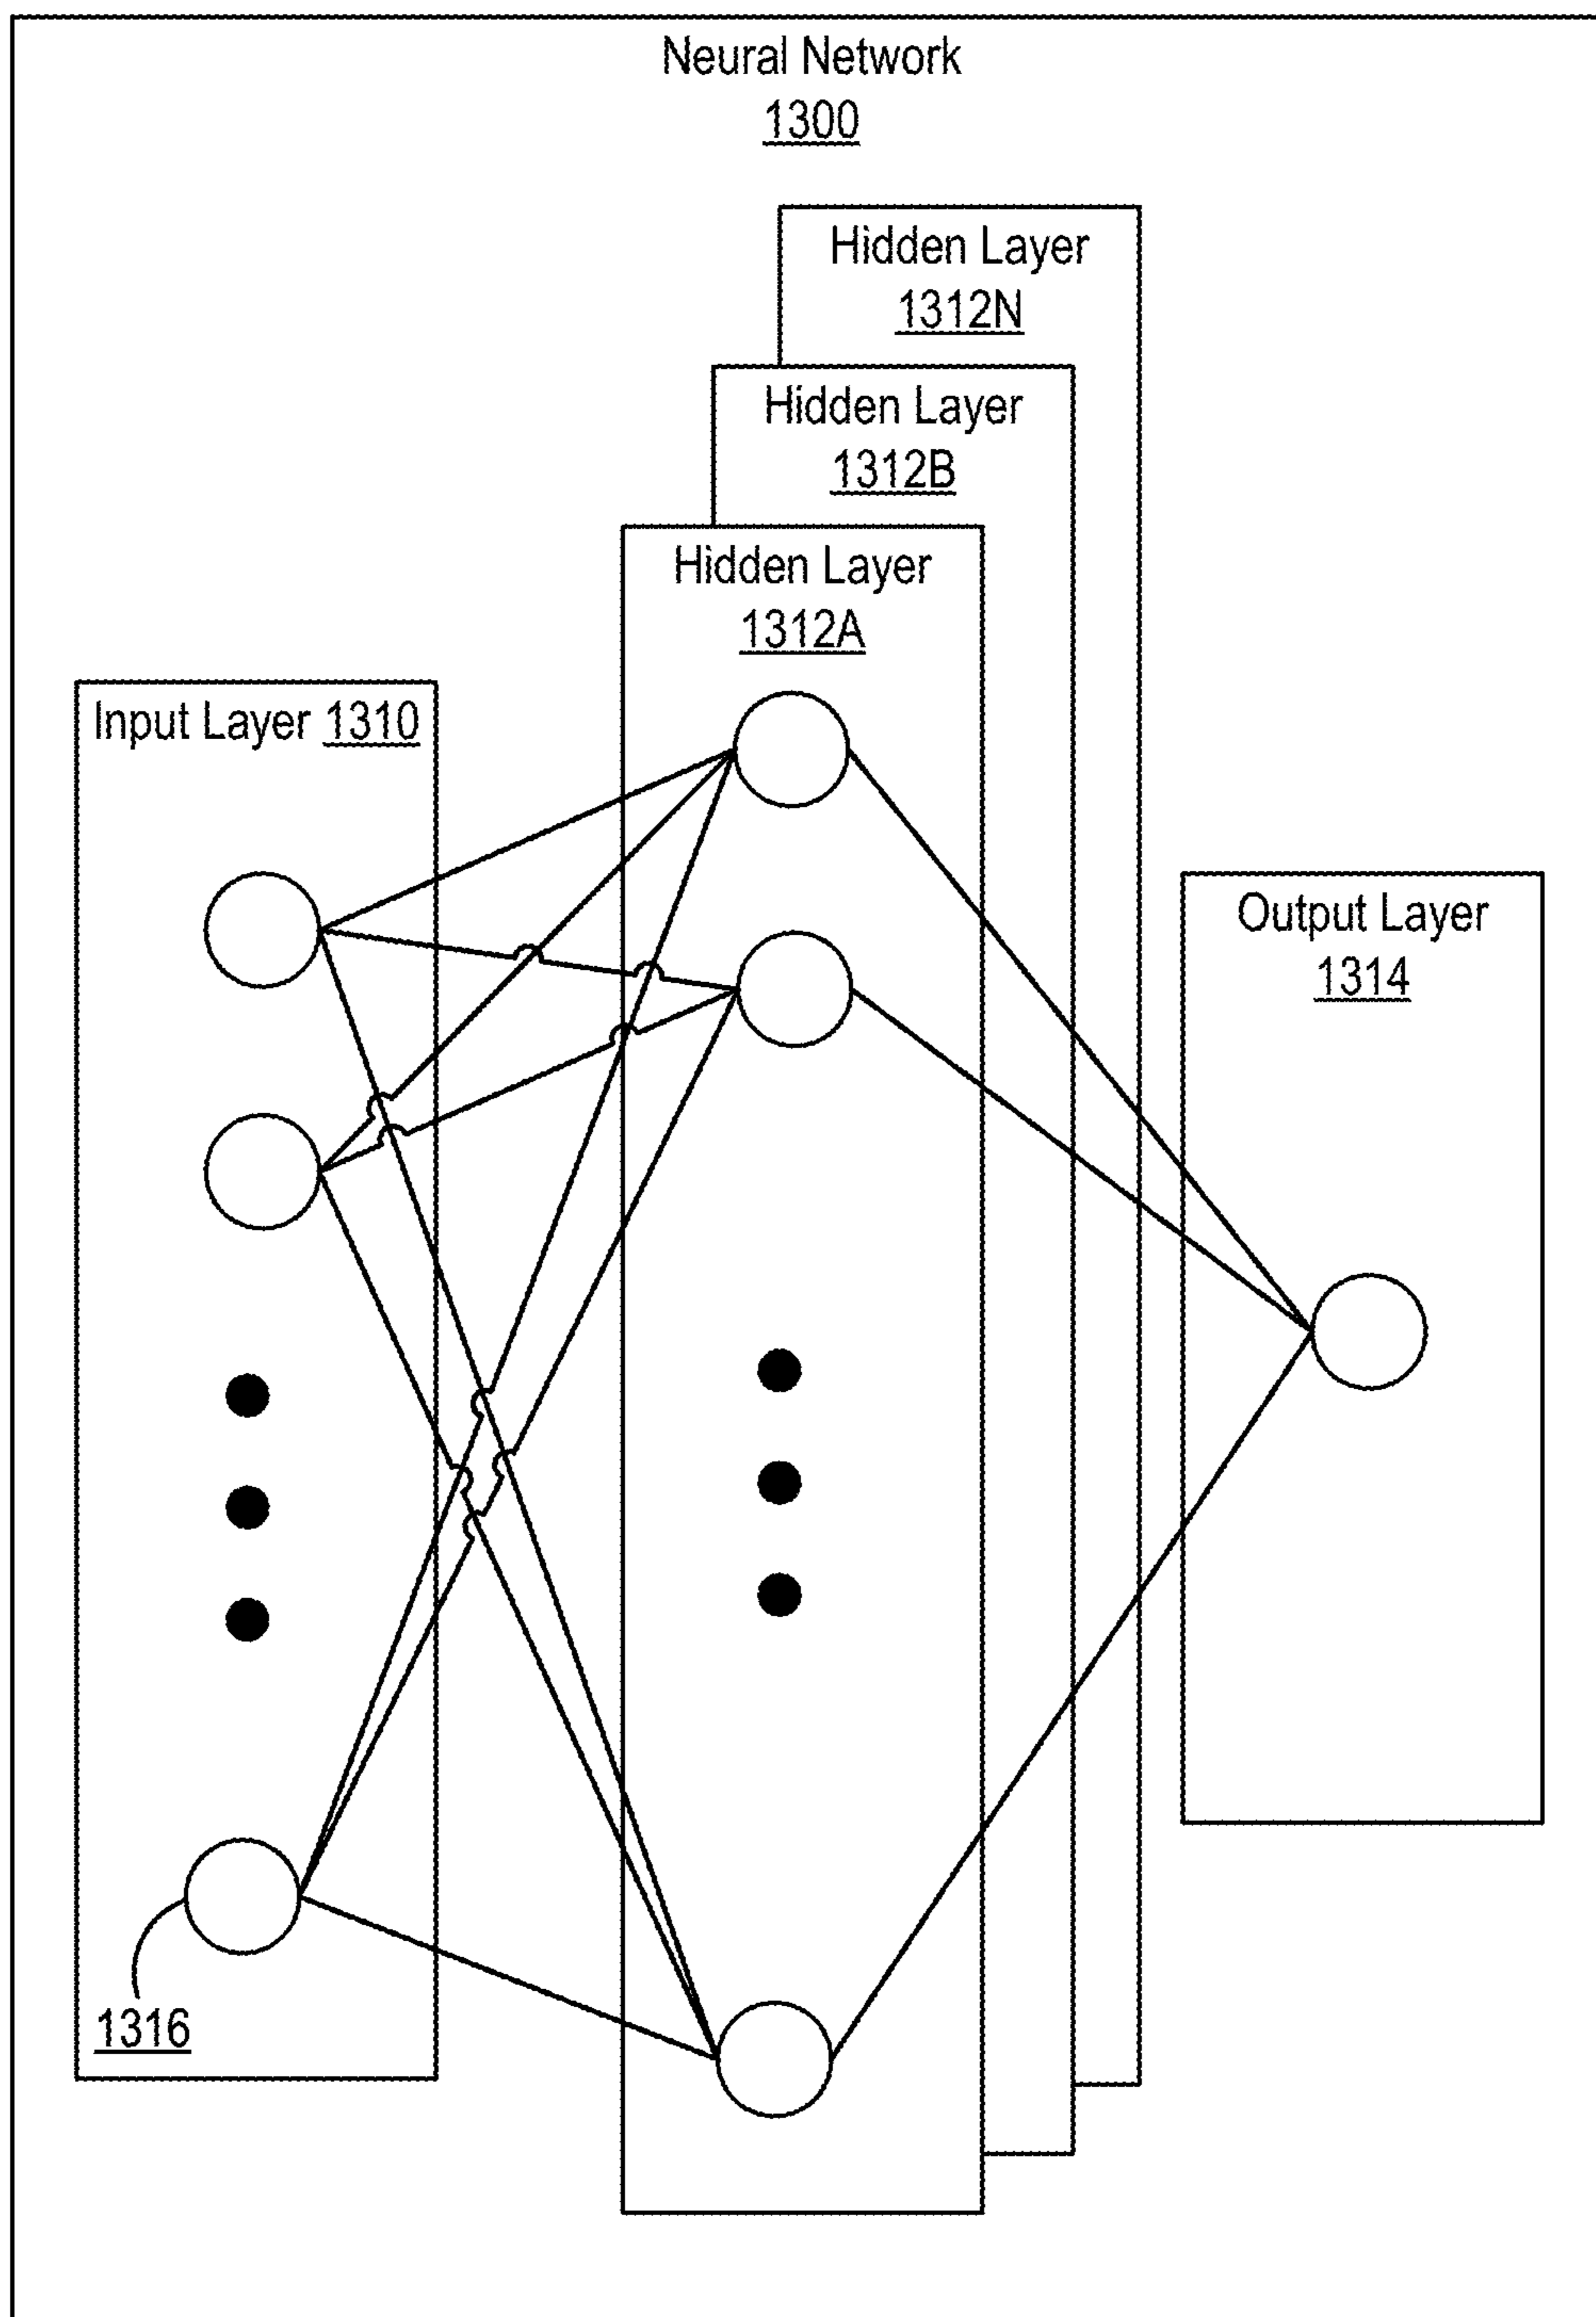 Neural Network
1300
Hidden Layer
1312N
Hidden Layer
1312B
Hidden Layer
1312A
Input Layer 1310
Output Layer
1314
1316